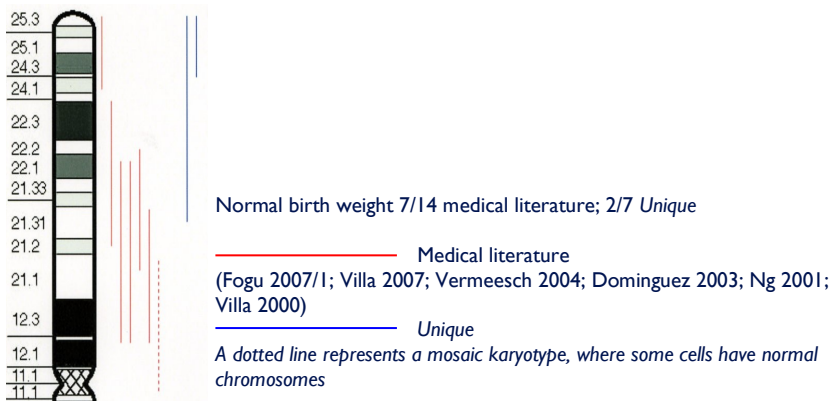 25.3
25.1
24.3
24.1
22.3
22.2
22.1
21.33
21.31
21.2
21.1
12.3
12.1
11.1
11.1
Normal birth weight 7/14 medical literature; 2/7 Unique
Medical literature
(Fogu 2007/1; Villa 2007; Vermeesch 2004; Dominguez 2003; Ng 2001;
Villa 2000)
Unique
A dotted line represents a mosaic karyotype, where some cells have normal
chromosomes